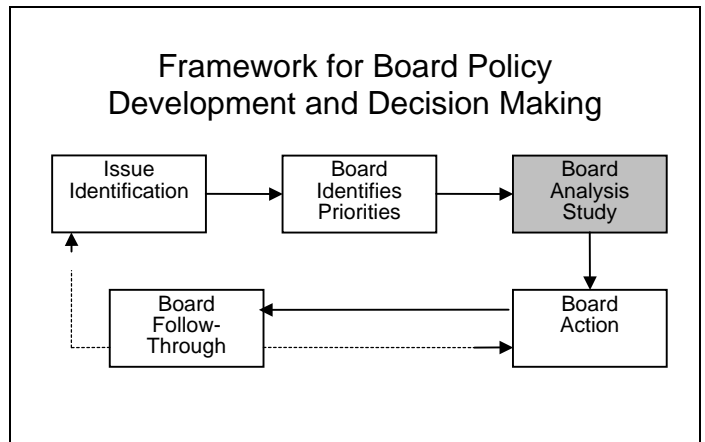 Framework for Board Policy
Development and Decision Making
Issue
Identification
Board
Identifies
Priorities
Board
Analysis
Study
Board
Follow-
Through
Board
Action